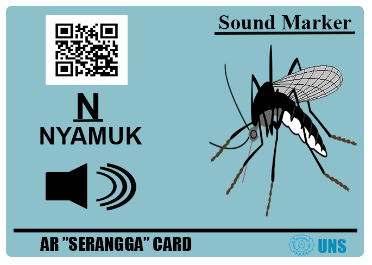 Sound Marker
N
NYAMUK
AR "SERANGGA" CARD
UNS